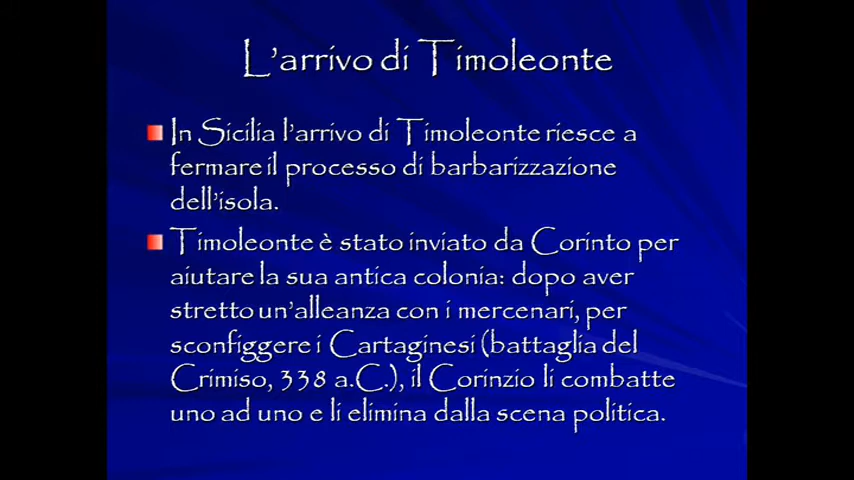 L'arrivo di Timoleonte
In Sicilia l'arrivo di Timoleonte riesce a
fermare il processo di barbarizzazione
dell'isola.
Timoleonte è stato inviato da Corinto per
aiutare la sua antica colonia: dopo aver
stretto un'alleanza con i mercenari, per
sconfiggere i Cartaginesi (battaglia del
Crimiso, 338 a.C.), il Corinzio li combatte
uno ad uno e li elimina dalla scena politica.